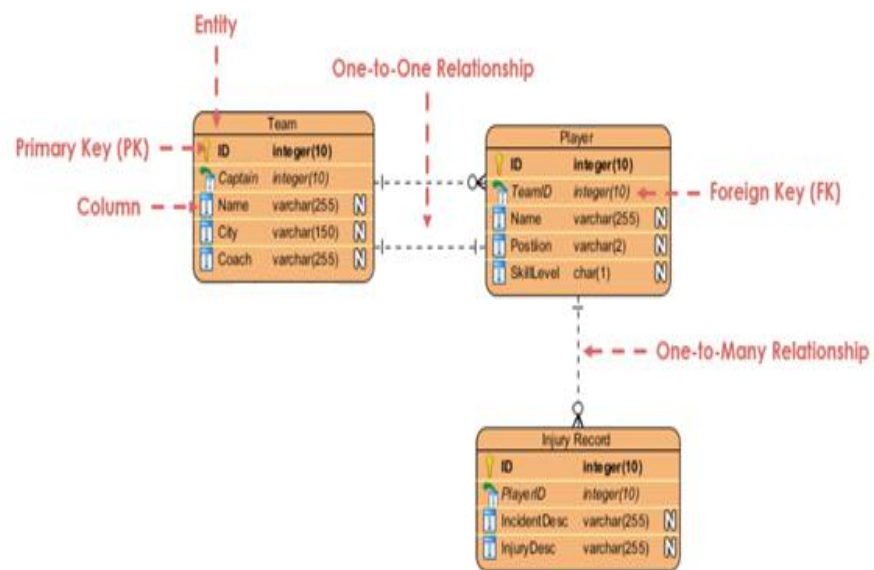 Entity
One-to-One Relationship
Team
Primary Key (PK)
ID integer(10)
Captain integer(10)
Column
Name varchar(255) N
City varchar(150) N
Coach varchar(255) N
Player
ID integer(10)
TeamID integer(10)
Foreign Key (FK)
Name varchar(255) N
Postiion varchar(2) N
SkillLevel char(1) N
One-to-Many Relationship
Injury Record
ID integer(10)
PlayerID integer(10)
IncidentDesc varchar(255) N
InjuryDesc varchar(255) N